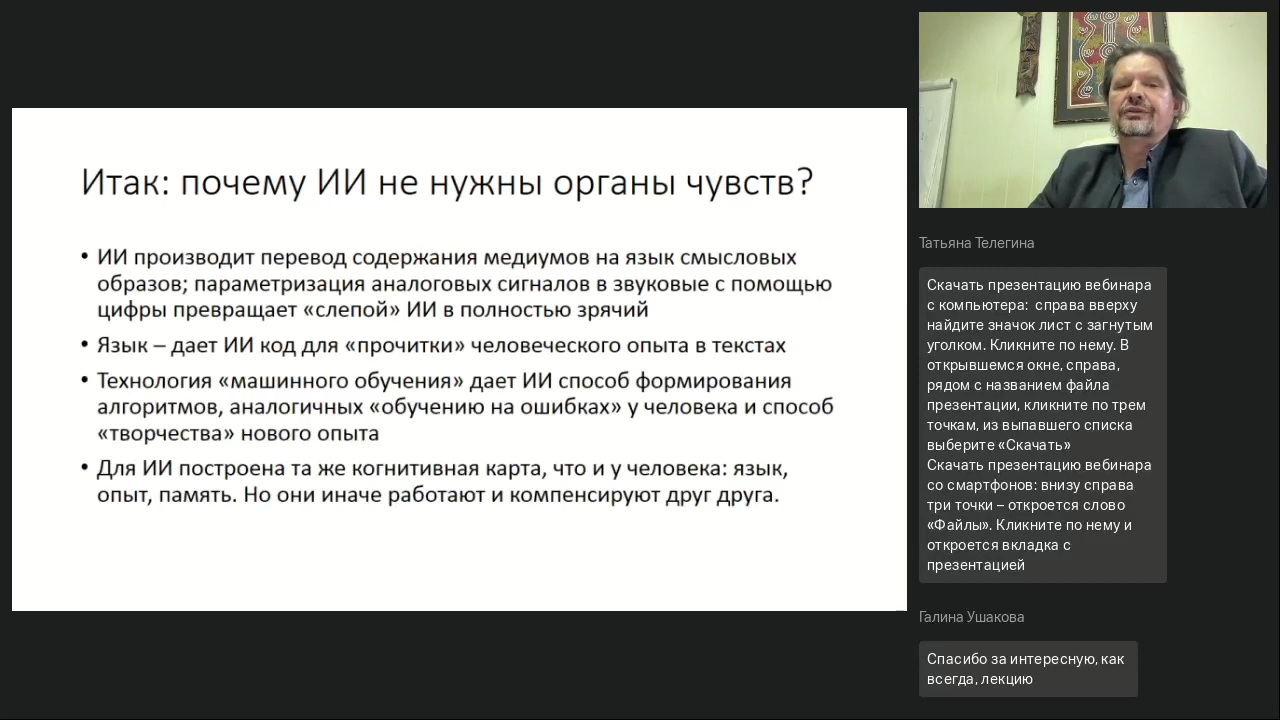 Итак: почему ИИ не нужны органы чувств?
• ИИ производит перевод содержания медиумов на язык смысловых
образов; параметризация аналоговых сигналов в звуковые с помощью
цифры превращает «слепой» ИИ в полностью зрячий
• Язык – дает ИИ код для «прочитки» человеческого опыта в текстах
• Технология «машинного обучения» дает ИИ способ формирования
алгоритмов, аналогичных «обучению на ошибках» у человека и способ
«творчества» нового опыта
• Для ИИ построена та же когнитивная карта, что и у человека: язык,
опыт, память. Но они иначе работают и компенсируют друг друга.
Татьяна Телегина
Скачать презентацию вебинара
с компьютера: справа вверху
найдите значок лист с загнутым
уголком. Кликните по нему. В
открывшемся окне, справа,
рядом с названием файла
презентации, кликните по трем
точкам, из выпавшего списка
выберите «Скачать»
Скачать презентацию вебинара
со смартфонов: внизу справа
три точки – откроется слово
«Файлы». Кликните по нему и
откроется вкладка с
презентацией
Галина Ушакова
Спасибо за интересную, как
всегда, лекцию